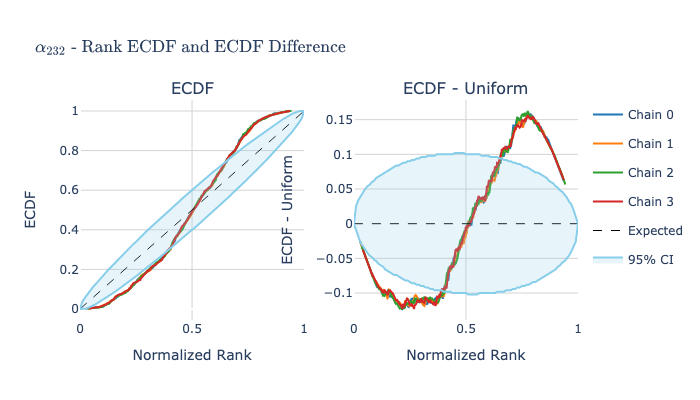 α₂₃₂ - Rank ECDF and ECDF Difference
ECDF
ECDF - Uniform
ECDF
1
0.8
0.6
0.4
0.2
0
0
0.5
1
Normalized Rank
ECDF - Uniform
0.15
0.1
0.05
0
−0.05
−0.1
0
0.5
1
Normalized Rank
Chain 0
Chain 1
Chain 2
Chain 3
Expected
95% CI